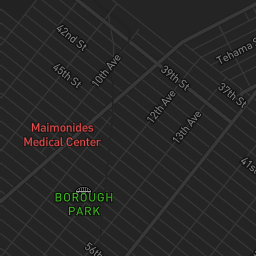 42nd St
45th St
10th Ave
39th St
Tehama S
37th St
12th Ave
13th Ave
Maimonides
Medical Center
41s
BOROUGH
PARK
56th